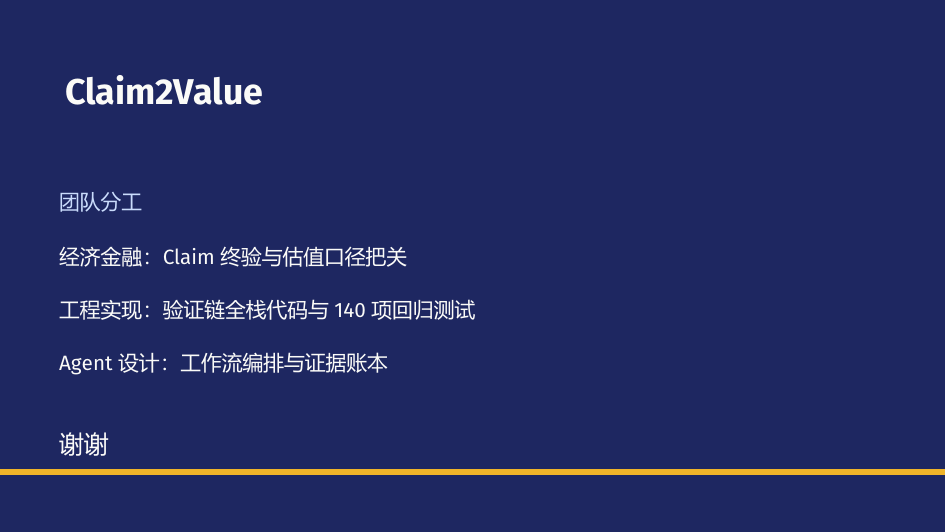 Claim2Value
团队分工
经济金融：Claim 终验与估值口径把关
工程实现：验证链全栈代码与 140 项回归测试
Agent 设计：工作流编排与证据账本
谢谢